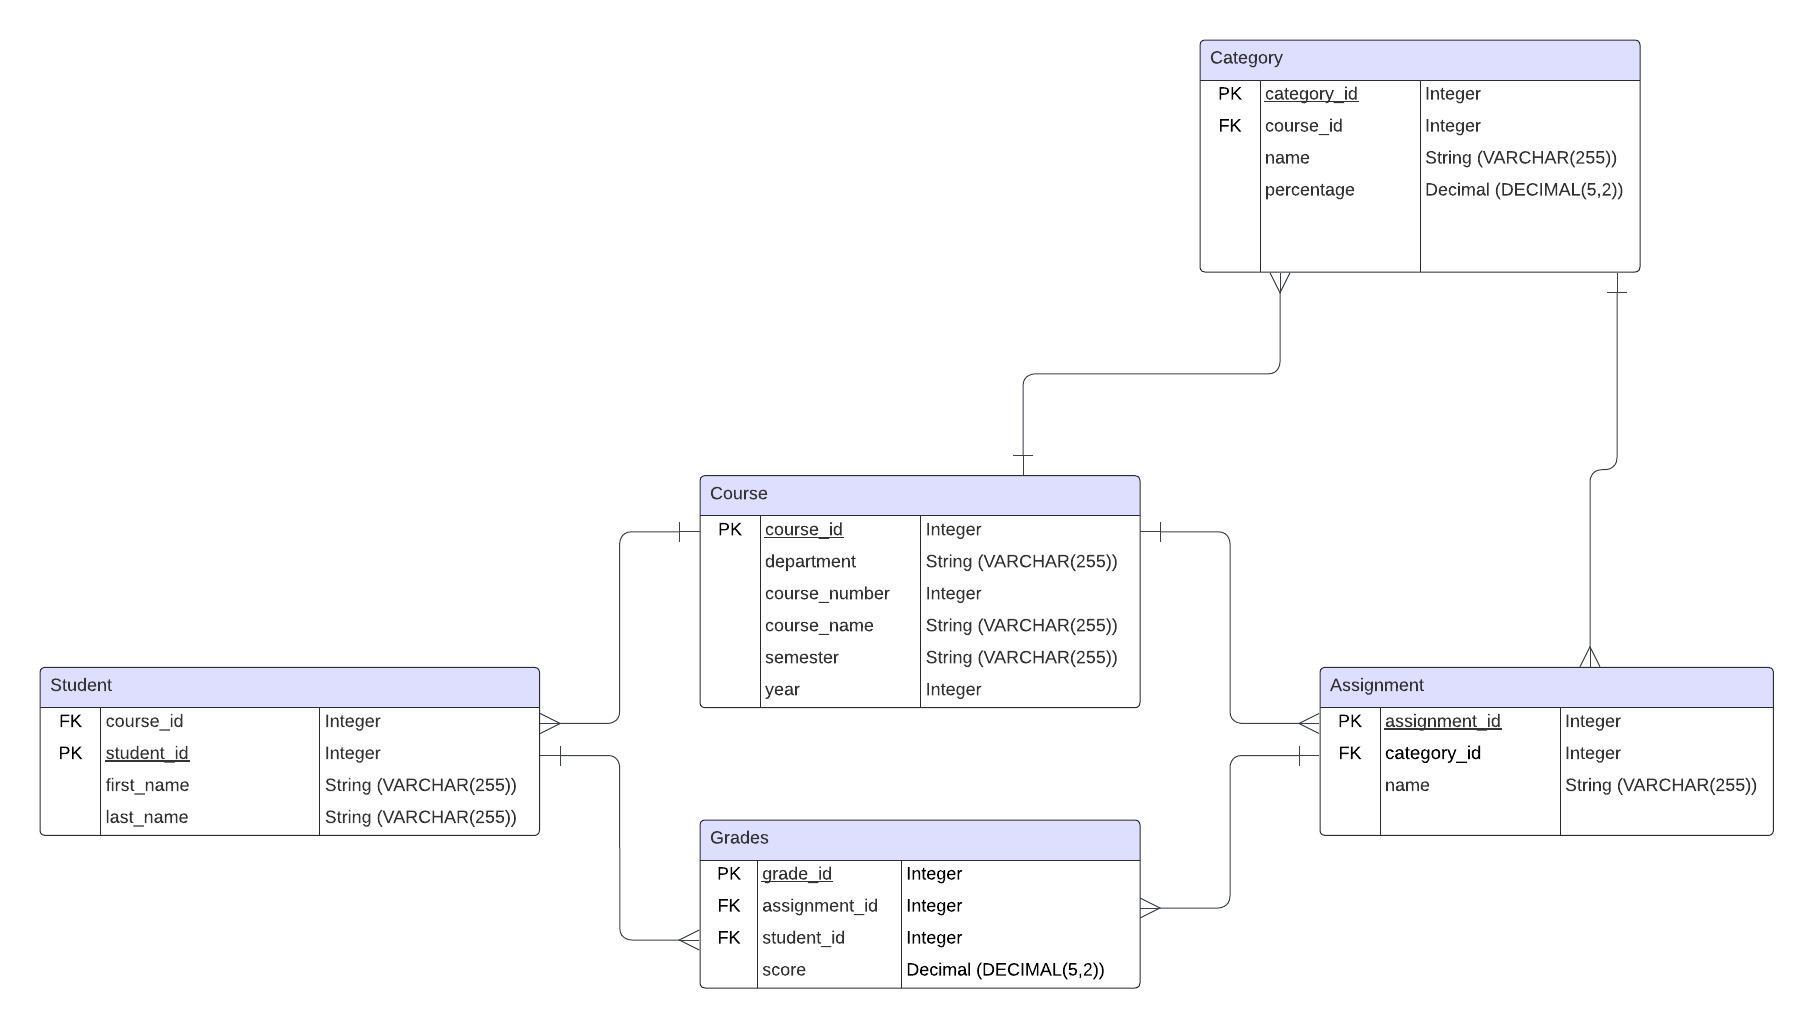 Category
PK category_id Integer
FK course_id Integer
name String (VARCHAR(255))
percentage Decimal (DECIMAL(5,2))
Course
PK course_id Integer
department String (VARCHAR(255))
course_number Integer
course_name String (VARCHAR(255))
semester String (VARCHAR(255))
year Integer
Student
FK course_id Integer
PK student_id Integer
first_name String (VARCHAR(255))
last_name String (VARCHAR(255))
Assignment
PK assignment_id Integer
FK category_id Integer
name String (VARCHAR(255))
Grades
PK grade_id Integer
FK assignment_id Integer
FK student_id Integer
score Decimal (DECIMAL(5,2))